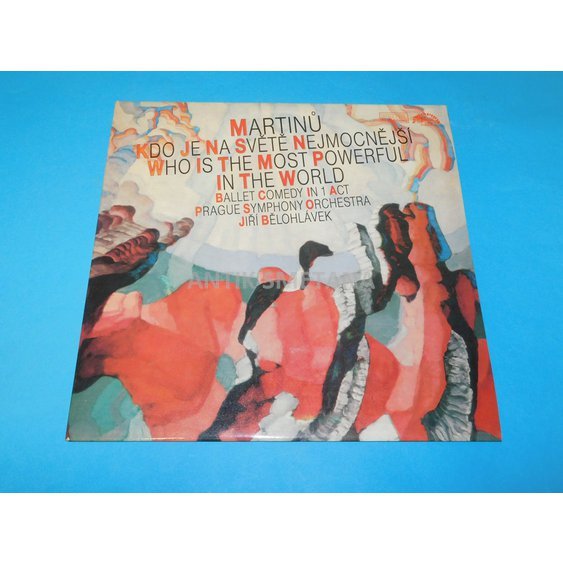 MARTINŮ
KDO JE NA SVĚTĚ NEJMOCNĚJŠÍ
WHO IS THE MOST POWERFUL
IN THE WORLD
BALLET COMEDY IN 1 ACT
PRAGUE SYMPHONY ORCHESTRA
JIŘÍ BĚLOHLÁVEK